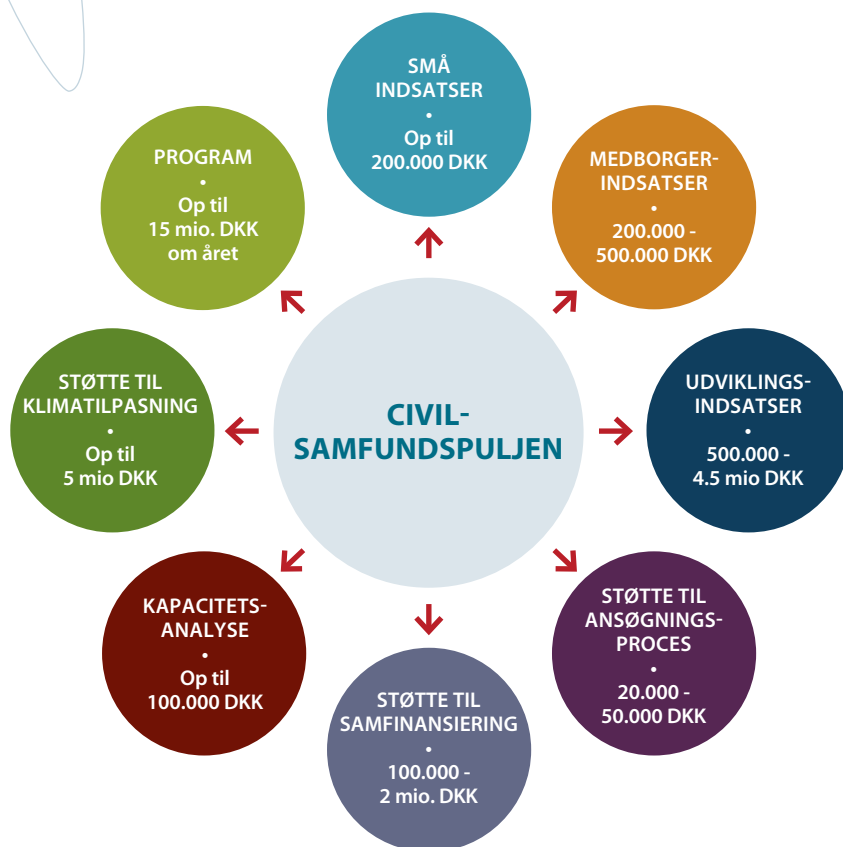 CIVIL-
SAMFUNDSPULJEN
SMÅ
INDSATSER
•
Op til
200.000 DKK
MEDBORGER-
INDSATSER
•
200.000 -
500.000 DKK
UDVIKLINGS-
INDSATSER
•
500.000 -
4.5 mio DKK
STØTTE TIL
ANSØGNINGS-
PROCES
•
20.000 -
50.000 DKK
STØTTE TIL
SAMFINANSIERING
•
100.000 -
2 mio. DKK
KAPACITETS-
ANALYSE
•
Op til
100.000 DKK
STØTTE TIL
KLIMATILPASNING
•
Op til
5 mio DKK
PROGRAM
•
Op til
15 mio. DKK
om året